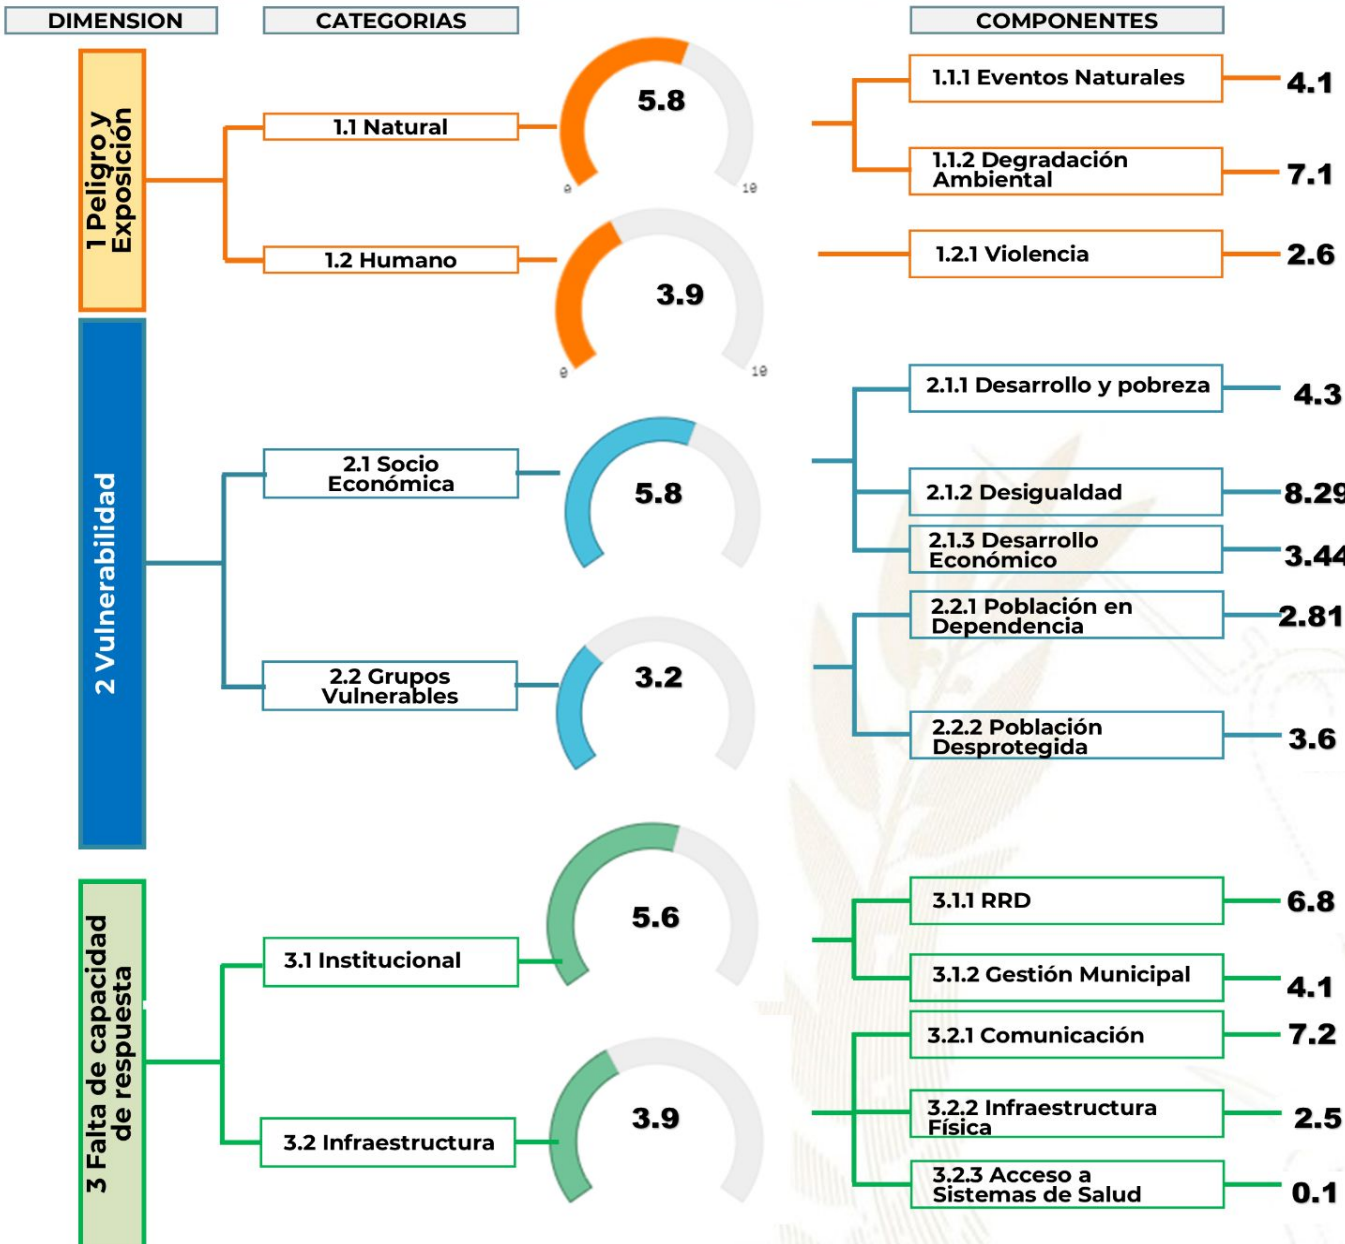 DIMENSION
CATEGORIAS
COMPONENTES
1 Peligro y
Exposición
1.1 Natural
5.8
0
10
1.1.1 Eventos Naturales
4.1
1.1.2 Degradación
Ambiental
7.1
1.2 Humano
3.9
0
10
1.2.1 Violencia
2.6
2 Vulnerabilidad
2.1 Socio
Económica
5.8
2.1.1 Desarrollo y pobreza
4.3
2.1.2 Desigualdad
8.29
2.1.3 Desarrollo
Económico
3.44
2.2 Grupos
Vulnerables
3.2
2.2.1 Población en
Dependencia
2.81
2.2.2 Población
Desprotegida
3.6
3 Falta de capacidad
de respuesta
3.1 Institucional
5.6
3.1.1 RRD
6.8
3.1.2 Gestión Municipal
4.1
3.2 Infraestructura
3.9
3.2.1 Comunicación
7.2
3.2.2 Infraestructura
Física
2.5
3.2.3 Acceso a
Sistemas de Salud
0.1